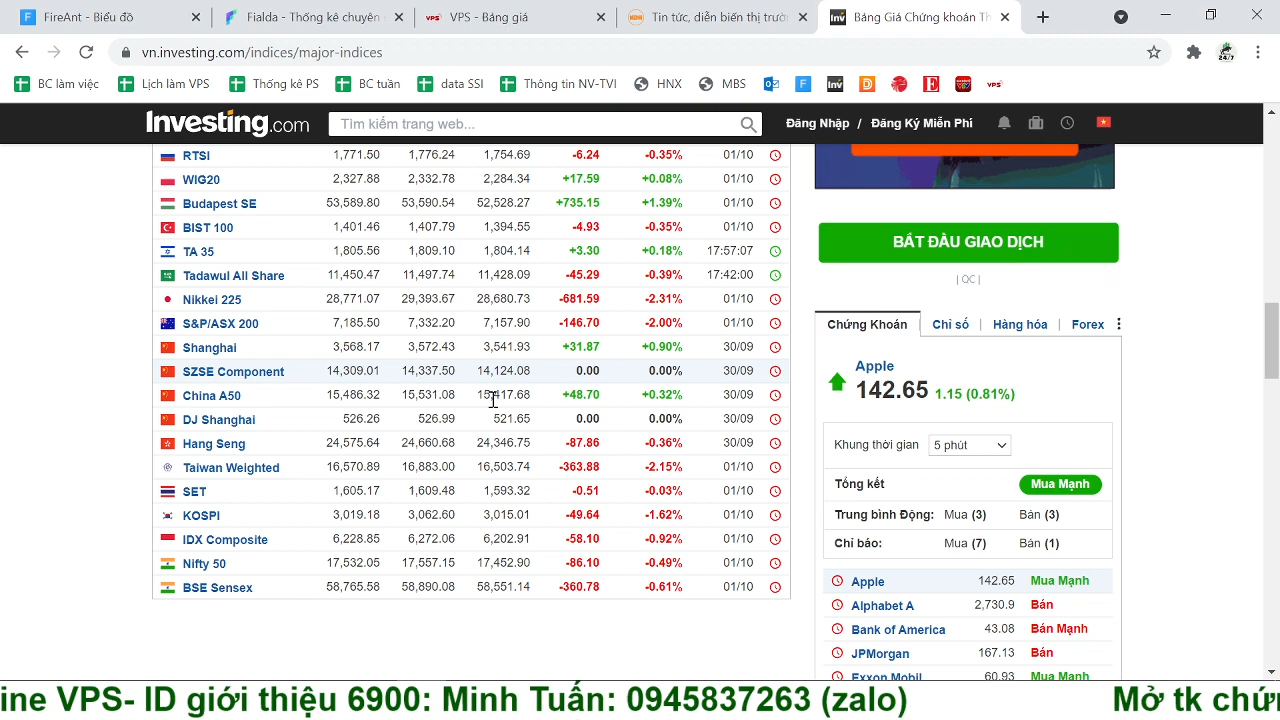 FireAnt - Biểu đồ
Fialda - Thống kê chuyên
VPS - Bảng giá
Tin tức, diễn đàn thị trườ
Bảng Giá Chứng khoán Th
vn.investing.com/indices/major-indices
BC làm việc
Lịch làm VPS
Thống kê PS
BC tuần
data SSI
Thông tin NV-TVI
HNX
MBS
Investing.com
Tìm kiếm trang web...
Đăng Nhập / Đăng Ký Miễn Phí
RTSI 1,771.50 1,776.24 1,754.69 -6.24 -0.35% 01/10
WIG20 2,327.88 2,332.78 2,284.34 +17.59 +0.08% 01/10
Budapest SE 53,589.80 53,590.54 52,528.27 +735.15 +1.39% 01/10
BIST 100 1,401.46 1,407.79 1,394.55 -4.93 -0.35% 01/10
TA 35 1,805.56 1,809.10 1,804.14 +3.30 +0.18% 17:57:07
Tadawul All Share 11,450.47 11,497.74 11,428.09 -45.29 -0.39% 17:42:00
Nikkei 225 28,771.07 29,393.67 28,680.73 -681.59 -2.31% 01/10
S&P/ASX 200 7,185.50 7,332.20 7,157.90 -146.70 -2.00% 01/10
Shanghai 3,568.17 3,572.43 3,541.93 +31.87 +0.90% 30/09
SZSE Component 14,309.01 14,337.50 14,124.08 0.00 0.00% 30/09
China A50 15,486.32 15,531.08 15,417.68 +48.70 +0.32% 30/09
DJ Shanghai 526.26 526.99 521.65 0.00 0.00% 30/09
Hang Seng 24,575.64 24,660.68 24,346.75 -87.86 -0.36% 30/09
Taiwan Weighted 16,570.89 16,883.00 16,503.74 -363.88 -2.15% 01/10
SET 1,605.17 1,609.48 1,593.32 -0.51 -0.03% 01/10
KOSPI 3,019.18 3,062.60 3,015.01 -49.64 -1.62% 01/10
IDX Composite 6,228.85 6,272.06 6,202.91 -58.10 -0.92% 01/10
Nifty 50 17,532.05 17,557.15 17,452.90 -86.10 -0.49% 01/10
BSE Sensex 58,765.58 58,890.08 58,551.14 -360.78 -0.61% 01/10
BẮT ĐẦU GIAO DỊCH
| QC |
Chứng Khoán Chỉ số Hàng hóa Forex
Apple
142.65 1.15 (0.81%)
Khung thời gian 5 phút
Tổng kết Mua Mạnh
Trung bình Động: Mua (3) Bán (3)
Chỉ báo: Mua (7) Bán (1)
Apple 142.65 Mua Mạnh
Alphabet A 2,730.9 Bán
Bank of America 43.08 Bán Mạnh
JPMorgan 167.13 Bán
Exxon Mobil 60.93 Mua Mạnh
ine VPS- ID giới thiệu 6900: Minh Tuấn: 0945837263 (zalo) Mở tk chứ